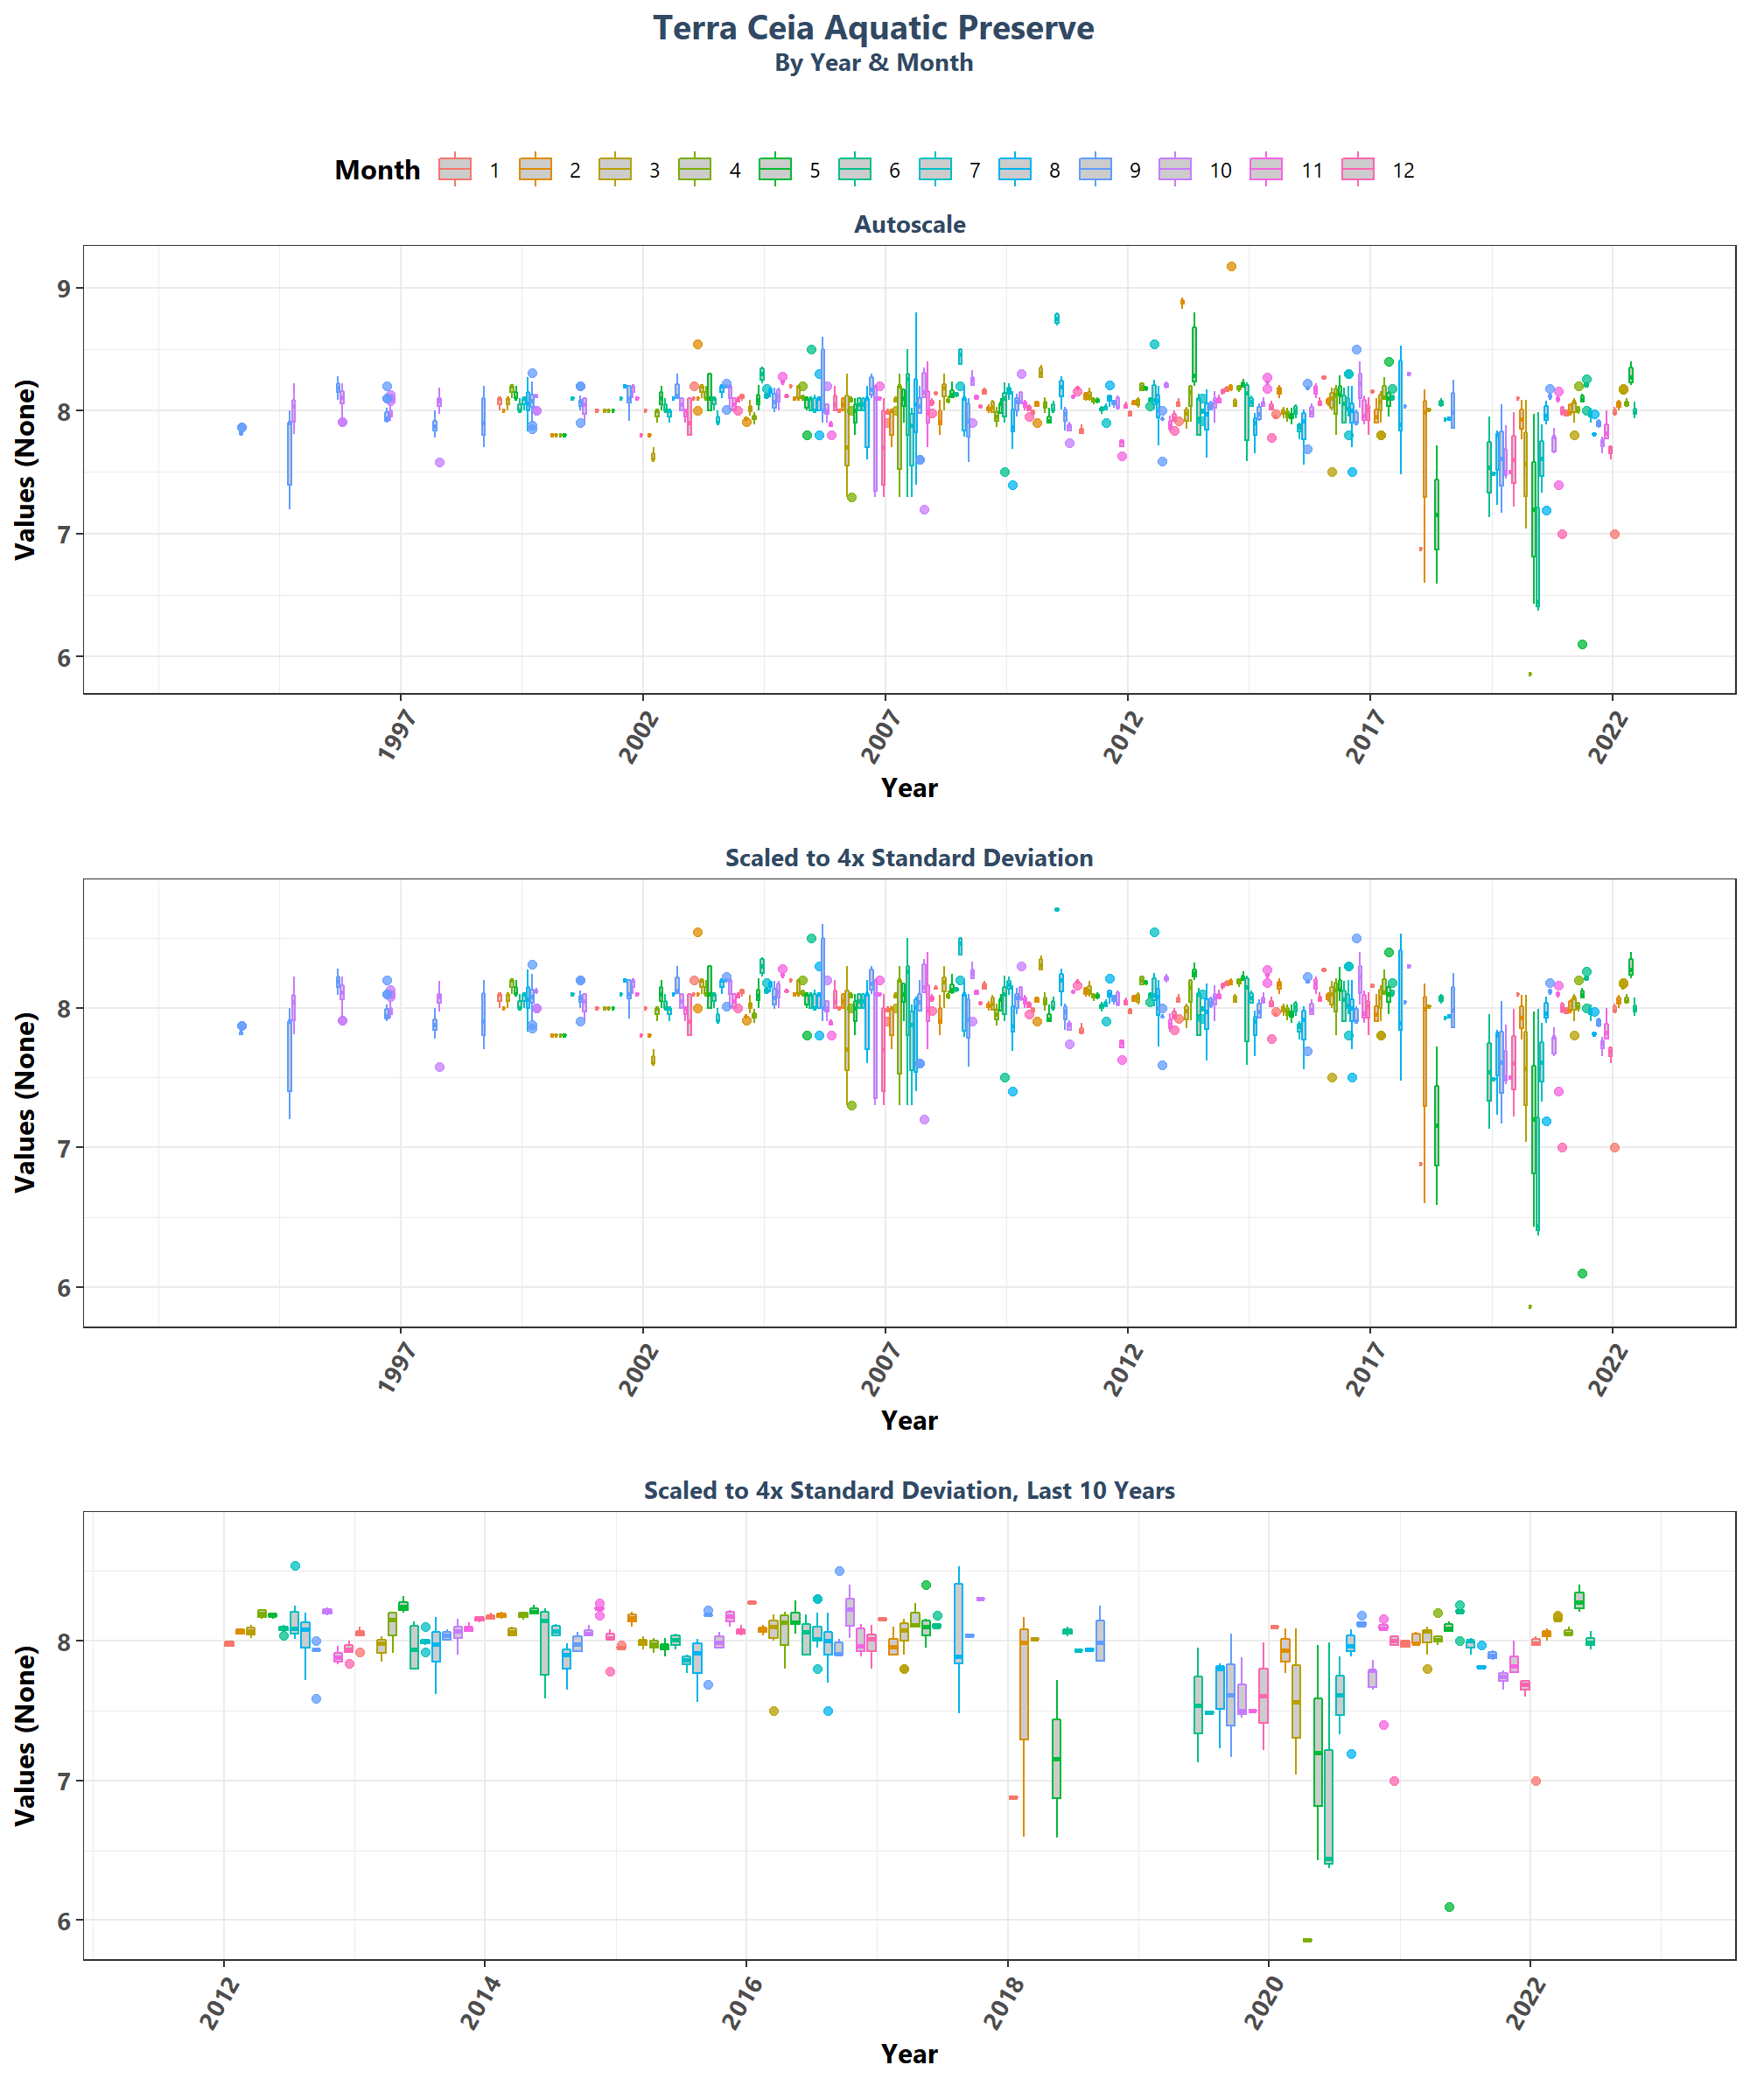 Terra Ceia Aquatic Preserve
By Year & Month
Month 1 2 3 4 5 6 7 8 9 10 11 12
Autoscale
Values (None)
9
8
7
6
1997 2002 2007 2012 2017 2022
Year
Scaled to 4x Standard Deviation
Values (None)
8
7
6
1997 2002 2007 2012 2017 2022
Year
Scaled to 4x Standard Deviation, Last 10 Years
Values (None)
8
7
6
2012 2014 2016 2018 2020 2022
Year